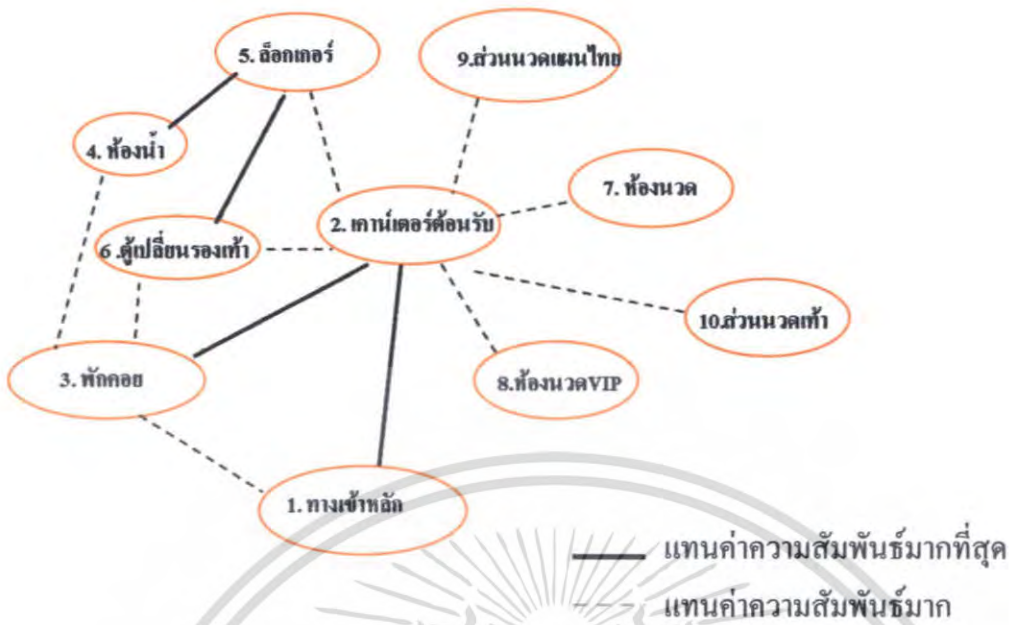 5. ล็อกเกอร์
9.ส่วนนวดแผนไทย
4. ห้องน้ำ
7. ห้องนวด
2. เคาน์เตอร์ต้อนรับ
6 .ตู้เปลี่ยนรองเท้า
10.ส่วนนวดเท้า
3. พักคอย
8.ห้องนวดVIP
1. ทางเข้าหลัก
แทนค่าความสัมพันธ์มากที่สุด
แทนค่าความสัมพันธ์มาก